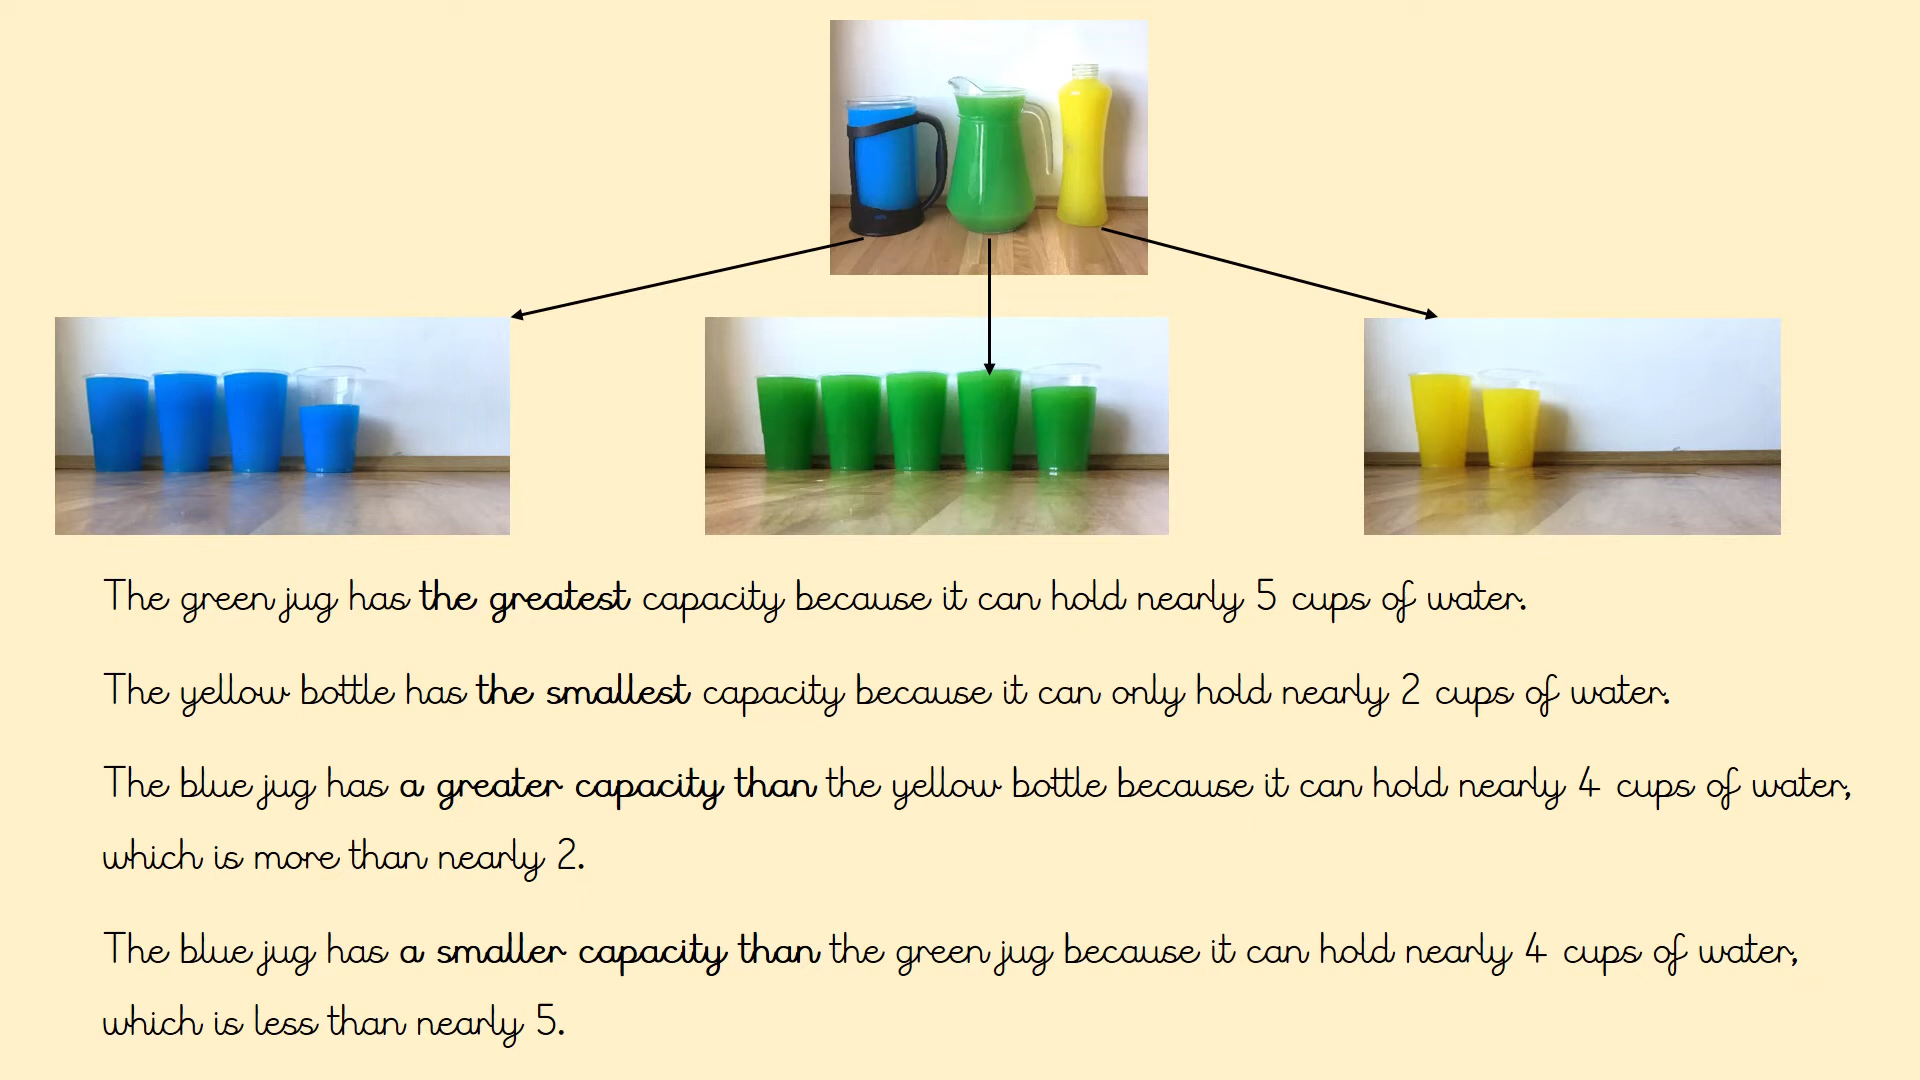 The green jug has the greatest capacity because it can hold nearly 5 cups of water.
The yellow bottle has the smallest capacity because it can only hold nearly 2 cups of water.
The blue jug has a greater capacity than the yellow bottle because it can hold nearly 4 cups of water,
which is more than nearly 2.
The blue jug has a smaller capacity than the green jug because it can hold nearly 4 cups of water,
which is less than nearly 5.